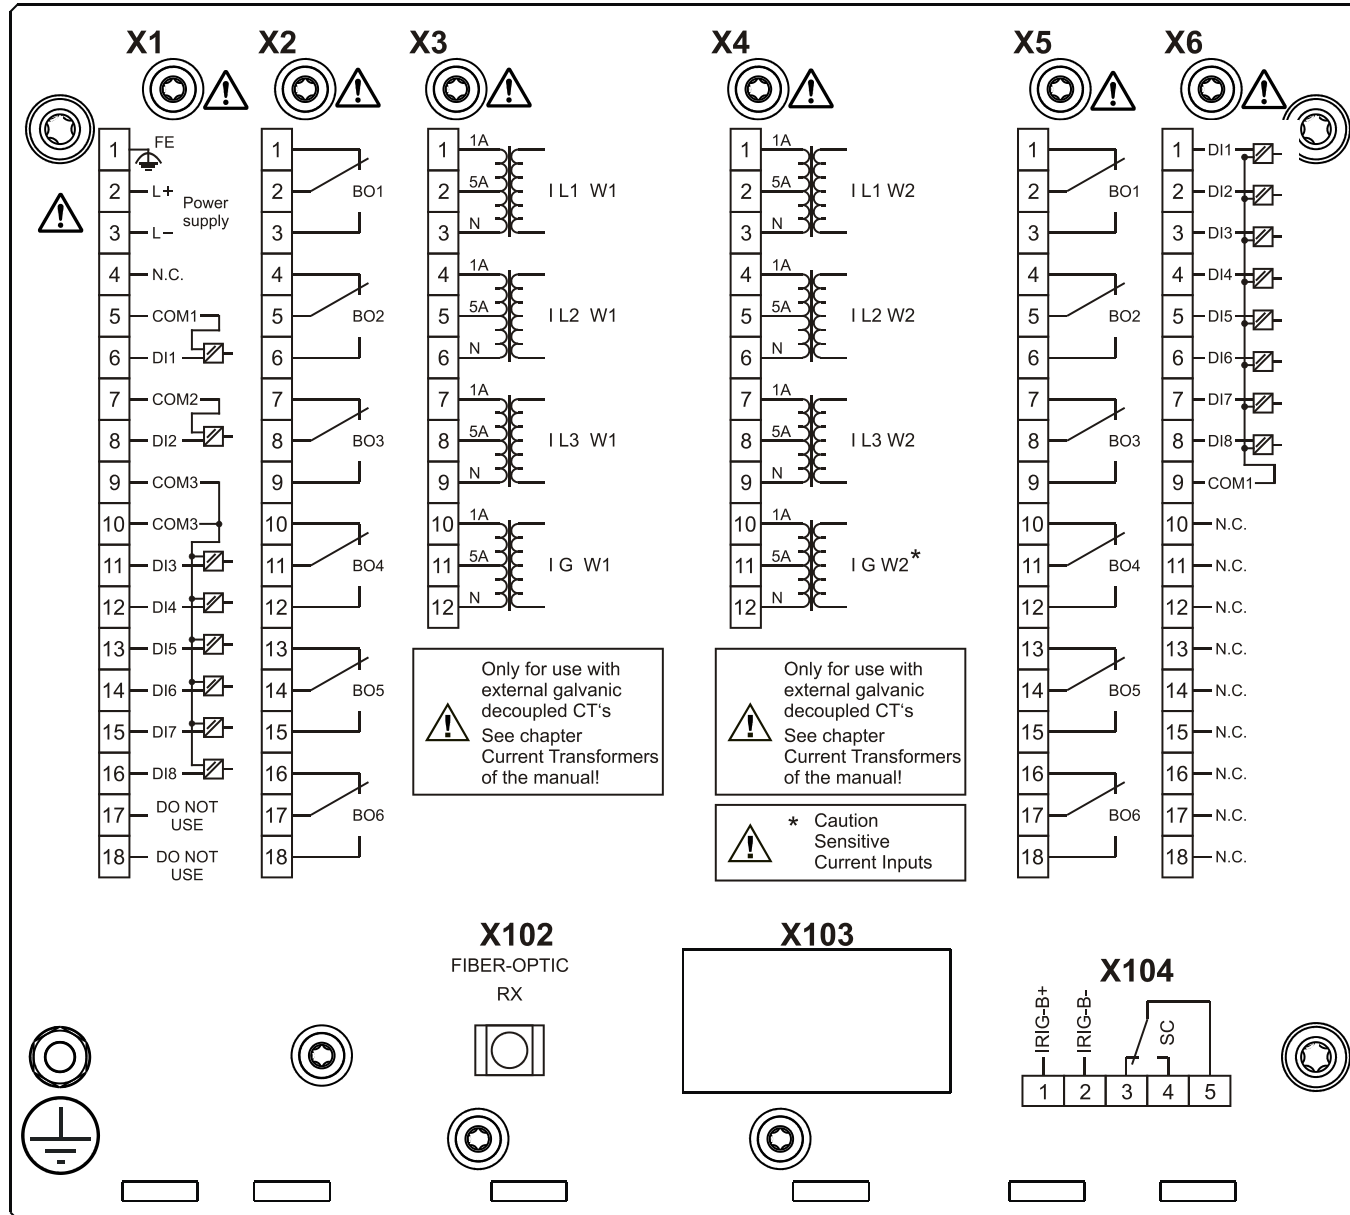 X1
X2
X3
X4
X5
X6
1 FE
2 L+
Power
supply
3 L–
4 N.C.
5 COM1
6 DI1
7 COM2
8 DI2
9 COM3
10 COM3
11 DI3
12 DI4
13 DI5
14 DI6
15 DI7
16 DI8
17 DO NOT
USE
18 DO NOT
USE
1
2 BO1
3
4
5 BO2
6
7
8 BO3
9
10
11 BO4
12
13
14 BO5
15
16
17 BO6
18
1 1A
2 5A I L1 W1
3 N
4 1A
5 5A I L2 W1
6 N
7 1A
8 5A I L3 W1
9 N
10 1A
11 5A I G W1
12 N
Only for use with
external galvanic
decoupled CT‘s
See chapter
Current Transformers
of the manual!
1 1A
2 5A I L1 W2
3 N
4 1A
5 5A I L2 W2
6 N
7 1A
8 5A I L3 W2
9 N
10 1A
11 5A I G W2*
12 N
Only for use with
external galvanic
decoupled CT‘s
See chapter
Current Transformers
of the manual!
* Caution
Sensitive
Current Inputs
1
2 BO1
3
4
5 BO2
6
7
8 BO3
9
10
11 BO4
12
13
14 BO5
15
16
17 BO6
18
1 DI1
2 DI2
3 DI3
4 DI4
5 DI5
6 DI6
7 DI7
8 DI8
9 COM1
10 N.C.
11 N.C.
12 N.C.
13 N.C.
14 N.C.
15 N.C.
16 N.C.
17 N.C.
18 N.C.
X102
FIBER-OPTIC
RX
X103
X104
IRIG-B+
IRIG-B-
SC
1 2 3 4 5